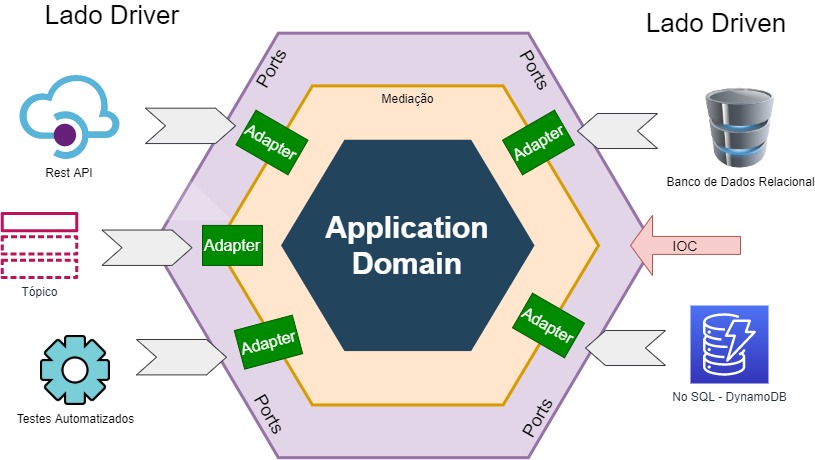 Lado Driver
Lado Driven
Ports
Ports
Mediação
Rest API
Adapter
Adapter
Banco de Dados Relacional
Application
Domain
Adapter
IOC
Tópico
Adapter
Adapter
Testes Automatizados
No SQL - DynamoDB
Ports
Ports